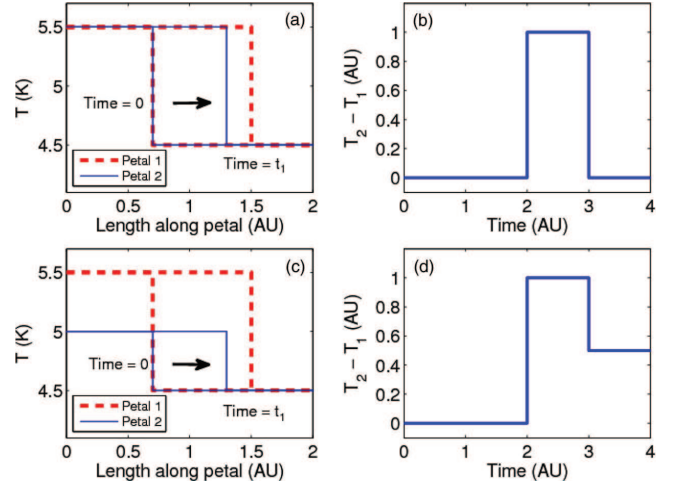 (a)
5.5
5
4.5
T (K)
Time = 0
Time = t1
Petal 1
Petal 2
0 0.5 1 1.5 2
Length along petal (AU)
(b)
1
0.8
0.6
0.4
0.2
0
T2 − T1 (AU)
0 1 2 3 4
Time (AU)
(c)
5.5
5
4.5
T (K)
Time = 0
Time = t1
Petal 1
Petal 2
0 0.5 1 1.5 2
Length along petal (AU)
(d)
1
0.8
0.6
0.4
0.2
0
T2 − T1 (AU)
0 1 2 3 4
Time (AU)